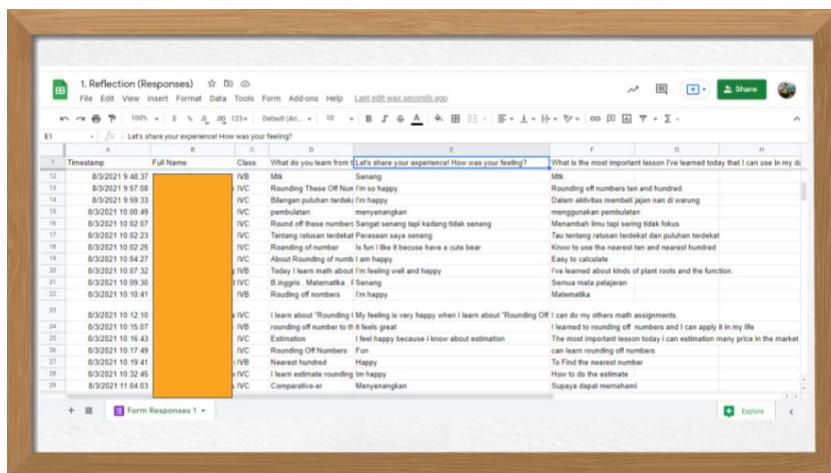 1. Reflection (Responses)
File Edit View Insert Format Data Tools Form Add-ons Help Last edit was seconds ago
Share
100% $ % .0 .00 123 Default (Ari... 10 B I S A
E1 fx Let's share your experience! How was your feeling?
A B C D E F G H
1 Timestamp Full Name: Class: What do you learn from t Let's share your experience! How was your feeling? What is the most important lesson I've learned today that I can use in my da
12 8/3/2021 9:48:37 IVB Mtk Senang Mtk
13 8/3/2021 9:57:08 IVC Rounding These Off Num I'm so happy Rounding off numbers ten and hundred.
14 8/3/2021 9:59:33 IVC Bilangan puluhan terdeka I'm happy Dalam aktivitas membeli jajan nan di warung
15 8/3/2021 10:00:49 IVC pembulatan menyenangkan menggunakan pembulatan
16 8/3/2021 10:02:07 IVC Round off these numbers Sangat senang tapi kadang tidak senang Menambah ilmu tapi sering tidak fokus
17 8/3/2021 10:02:23 IVC Tentang ratusan terdekat Perasaan saya senang Tau tentang ratusan terdekat dan puluhan terdekat
18 8/3/2021 10:02:25 IVC Roanding of number Is fun I like it becuse have a cute bear Know to use the nearest ten and nearest hundred
19 8/3/2021 10:04:27 IVC About Rounding of numb I am happy Easy to calculate
20 8/3/2021 10:07:32 IVB Today I learn math about I'm feeling well and happy I've learned about kinds of plant roots and the function.
21 8/3/2021 10:09:30 IVC B.Inggris . Matematika . Senang Semua mata pelajaran
22 8/3/2021 10:10:41 IVB Rouding off numbers I'm happy Matematika
23 8/3/2021 10:12:10 IVC I learn about "Rounding My feeling is very happy when I learn about "Rounding Off I can do my others math assignments.
24 8/3/2021 10:15:07 IVB rounding off number to th it feels great I learned to rounding off numbers and I can apply it in my life
25 8/3/2021 10:16:43 IVC Estimation I feel happy because i know about estimation The most important lesson today i can estimation many price in the market
26 8/3/2021 10:17:49 IVC Rounding Off Numbers Fun can learn rounding off numbers
27 8/3/2021 10:19:41 IVB Nearest hundred Happy To Find the nearest number
28 8/3/2021 10:32:45 IVC I learn estimate rounding Im happy How to do the estimate
29 8/3/2021 11:04:03 IVC Comparative-er Menyenangkan Supaya dapat memahami
Form Responses 1
Explore